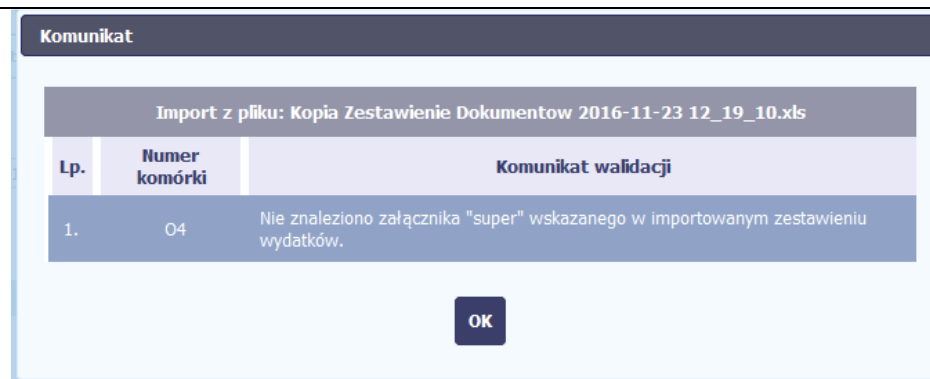 Komunikat
Import z pliku: Kopia Zestawienie Dokumentow 2016-11-23 12_19_10.xls
Lp.
Numer
komórki
Komunikat walidacji
1.
O4
Nie znaleziono załącznika "super" wskazanego w importowanym zestawieniu
wydatków.
OK